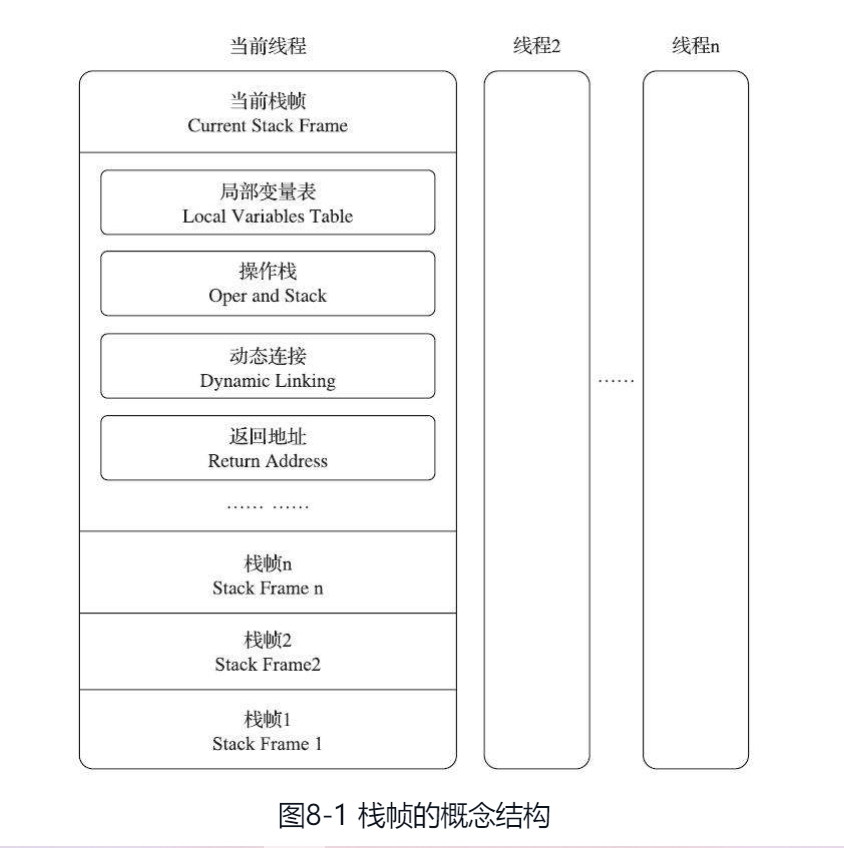 当前线程
线程2
线程n
当前栈帧
Current Stack Frame
局部变量表
Local Variables Table
操作栈
Oper and Stack
动态连接
Dynamic Linking
返回地址
Return Address
…… ……
……
栈帧n
Stack Frame n
栈帧2
Stack Frame2
栈帧1
Stack Frame 1
图8-1 栈帧的概念结构